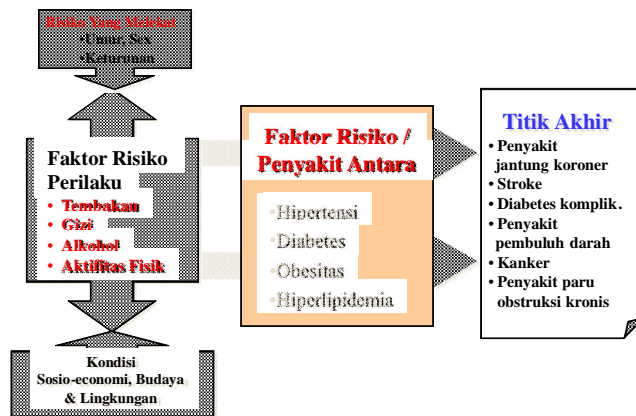 Risiko Yang Melekat
•Umur, Sex
•Keturunan
Faktor Risiko
Perilaku
• Tembakau
• Gizi
• Alkohol
• Aktifitas Fisik
Kondisi
Sosio-economi, Budaya
& Lingkungan
Faktor Risiko /
Penyakit Antara
•Hipertensi
•Diabetes
•Obesitas
•Hiperlipidemia
Titik Akhir
• Penyakit
jantung koroner
• Stroke
• Diabetes komplik.
• Penyakit
pembuluh darah
• Kanker
• Penyakit paru
obstruksi kronis